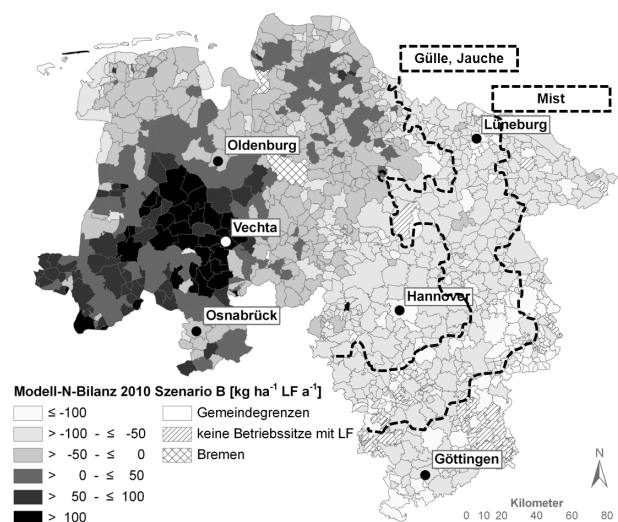 Gülle, Jauche
Mist
Lüneburg
Oldenburg
Vechta
Hannover
Osnabrück
Modell-N-Bilanz 2010 Szenario B [kg ha⁻¹ LF a⁻¹]
≤ -100
> -100 - ≤ -50
> -50 - ≤ 0
> 0 - ≤ 50
> 50 - ≤ 100
> 100
Gemeindegrenzen
keine Betriebssitze mit LF
Bremen
Göttingen
N
Kilometer
0 10 20 40 60 80